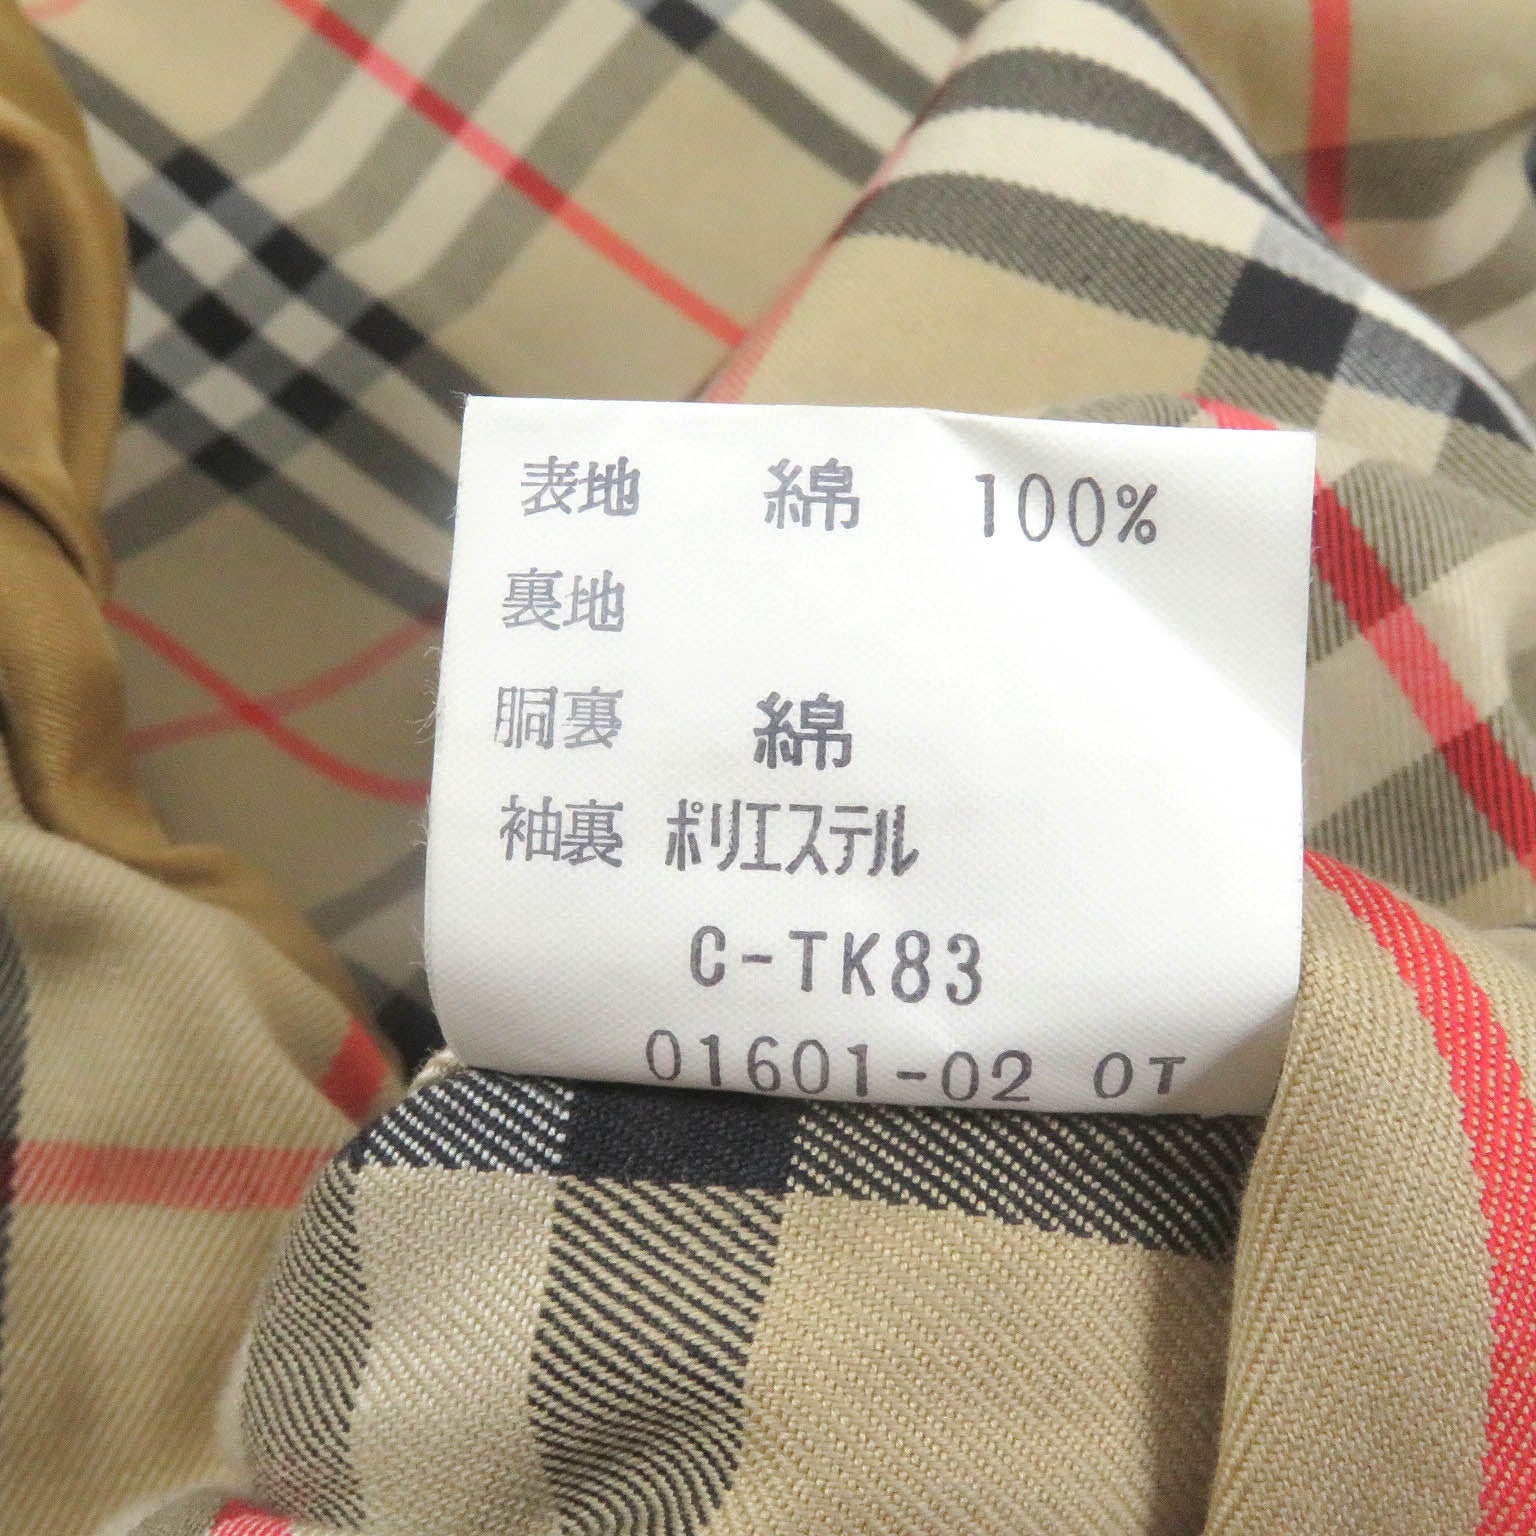 表地 綿 100%
裏地
胴裏 綿
袖裏 ポリエステル
C-TK83
01601-02 OT